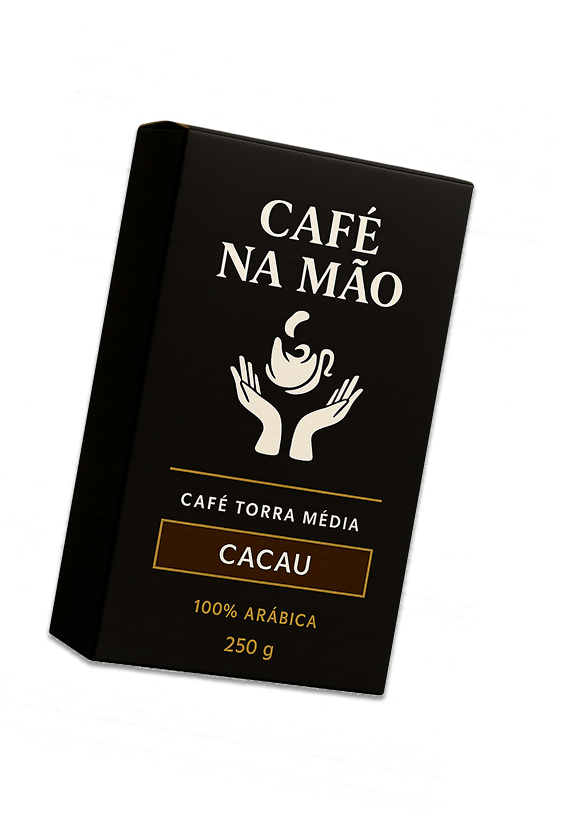 CAFÉ
NA MÃO
CAFÉ TORRA MÉDIA
CACAU
100% ARÁBICA
250 g